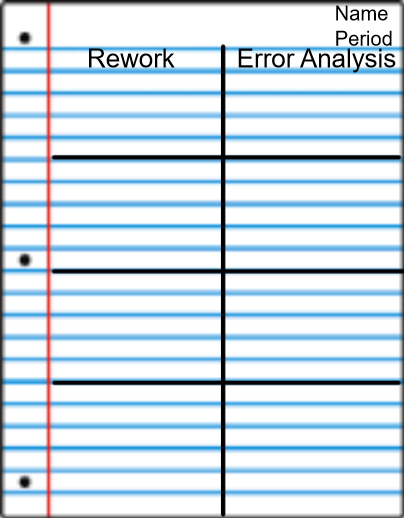 Name
Period
Rework Error Analysis